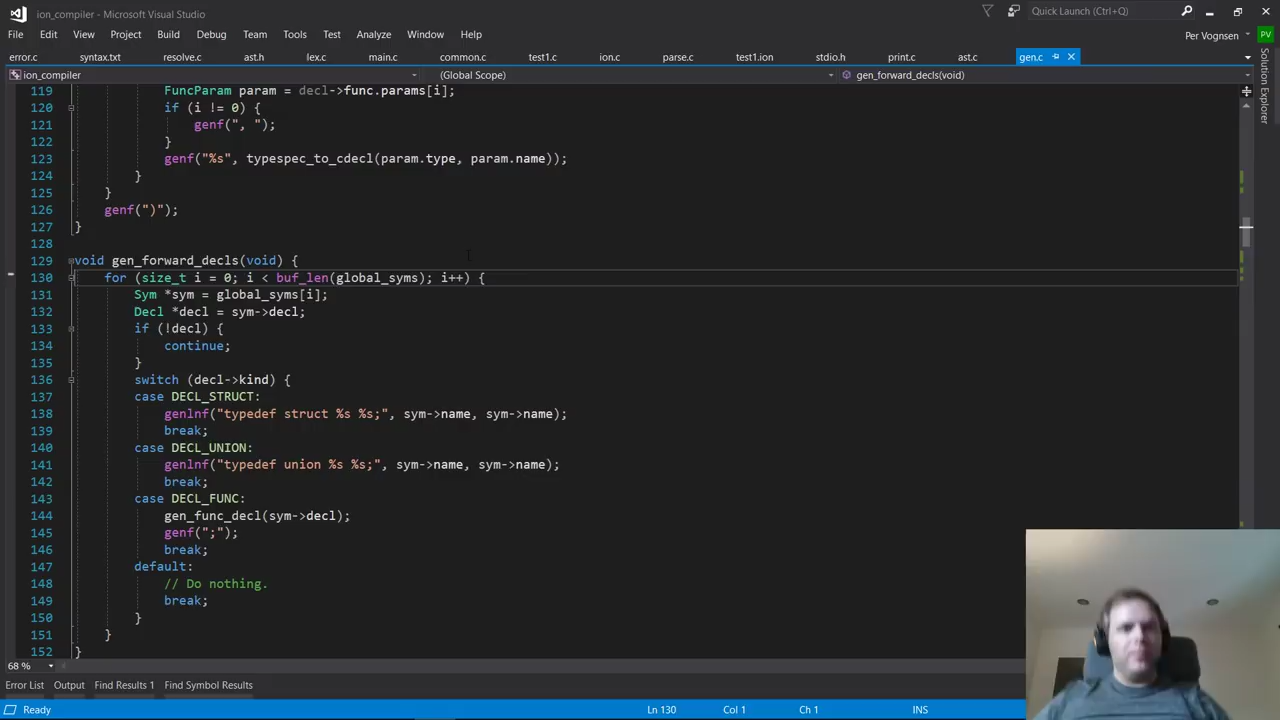 ion_compiler - Microsoft Visual Studio
Quick Launch (Ctrl+Q)
File Edit View Project Build Debug Team Tools Test Analyze Window Help
Per Vognsen PV
error.c syntax.txt resolve.c ast.h lex.c main.c common.c test1.c ion.c parse.c test1.ion stdio.h print.c ast.c gen.c
ion_compiler (Global Scope) gen_forward_decls(void)
Solution Explorer
119 FuncParam param = decl->func.params[i];
120 if (i != 0) {
121 genf(", ");
122 }
123 genf("%s", typespec_to_cdecl(param.type, param.name));
124 }
125 }
126 genf(")");
127 }
128
129 void gen_forward_decls(void) {
130 for (size_t i = 0; i < buf_len(global_syms); i++) {
131 Sym *sym = global_syms[i];
132 Decl *decl = sym->decl;
133 if (!decl) {
134 continue;
135 }
136 switch (decl->kind) {
137 case DECL_STRUCT:
138 genlnf("typedef struct %s %s;", sym->name, sym->name);
139 break;
140 case DECL_UNION:
141 genlnf("typedef union %s %s;", sym->name, sym->name);
142 break;
143 case DECL_FUNC:
144 gen_func_decl(sym->decl);
145 genf(";");
146 break;
147 default:
148 // Do nothing.
149 break;
150 }
151 }
152 }
68 %
Error List Output Find Results 1 Find Symbol Results
Ready Ln 130 Col 1 Ch 1 INS